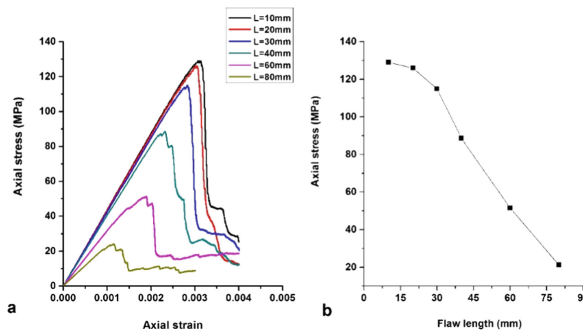 L=10mm
L=20mm
L=30mm
L=40mm
L=60mm
L=80mm
140
120
100
80
60
40
20
0
0.000 0.001 0.002 0.003 0.004 0.005
Axial stress (MPa)
Axial strain
a
140
120
100
80
60
40
20
0 15 30 45 60 75 90
Axial stress (MPa)
Flaw length (mm)
b